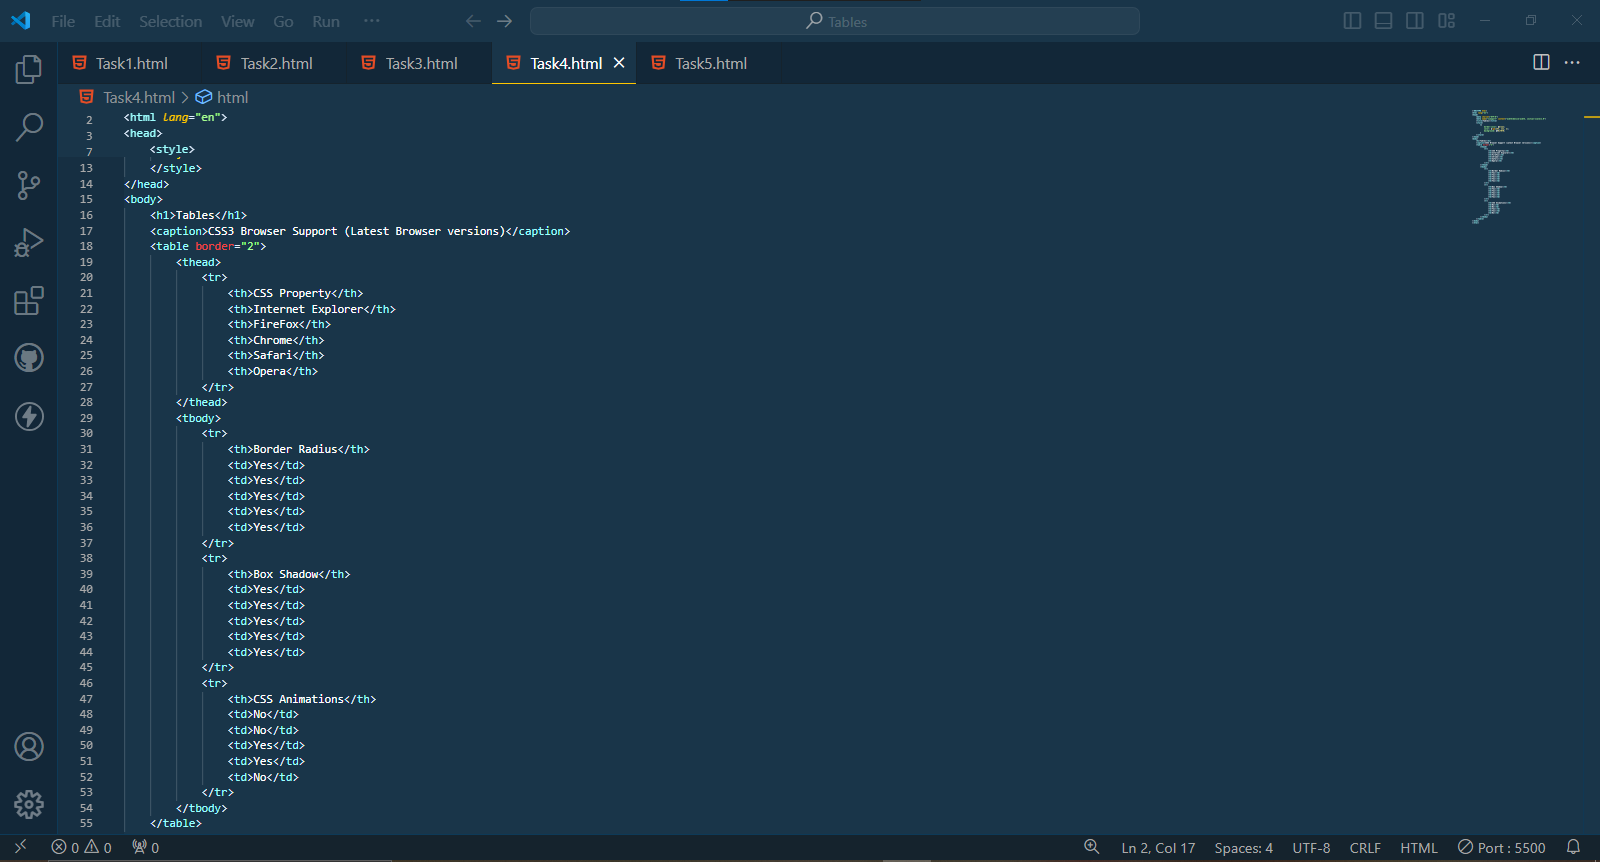 File Edit Selection View Go Run ··· Tables
Task1.html Task2.html Task3.html Task4.html Task5.html
Task4.html > html
2 <html lang="en">
3 <head>
7 <style>
13 </style>
14 </head>
15 <body>
16 <h1>Tables</h1>
17 <caption>CSS3 Browser Support (Latest Browser versions)</caption>
18 <table border="2">
19 <thead>
20 <tr>
21 <th>CSS Property</th>
22 <th>Internet Explorer</th>
23 <th>FireFox</th>
24 <th>Chrome</th>
25 <th>Safari</th>
26 <th>Opera</th>
27 </tr>
28 </thead>
29 <tbody>
30 <tr>
31 <th>Border Radius</th>
32 <td>Yes</td>
33 <td>Yes</td>
34 <td>Yes</td>
35 <td>Yes</td>
36 <td>Yes</td>
37 </tr>
38 <tr>
39 <th>Box Shadow</th>
40 <td>Yes</td>
41 <td>Yes</td>
42 <td>Yes</td>
43 <td>Yes</td>
44 <td>Yes</td>
45 </tr>
46 <tr>
47 <th>CSS Animations</th>
48 <td>No</td>
49 <td>No</td>
50 <td>Yes</td>
51 <td>Yes</td>
52 <td>No</td>
53 </tr>
54 </tbody>
55 </table>
0 0 0 Ln 2, Col 17 Spaces: 4 UTF-8 CRLF HTML Port : 5500